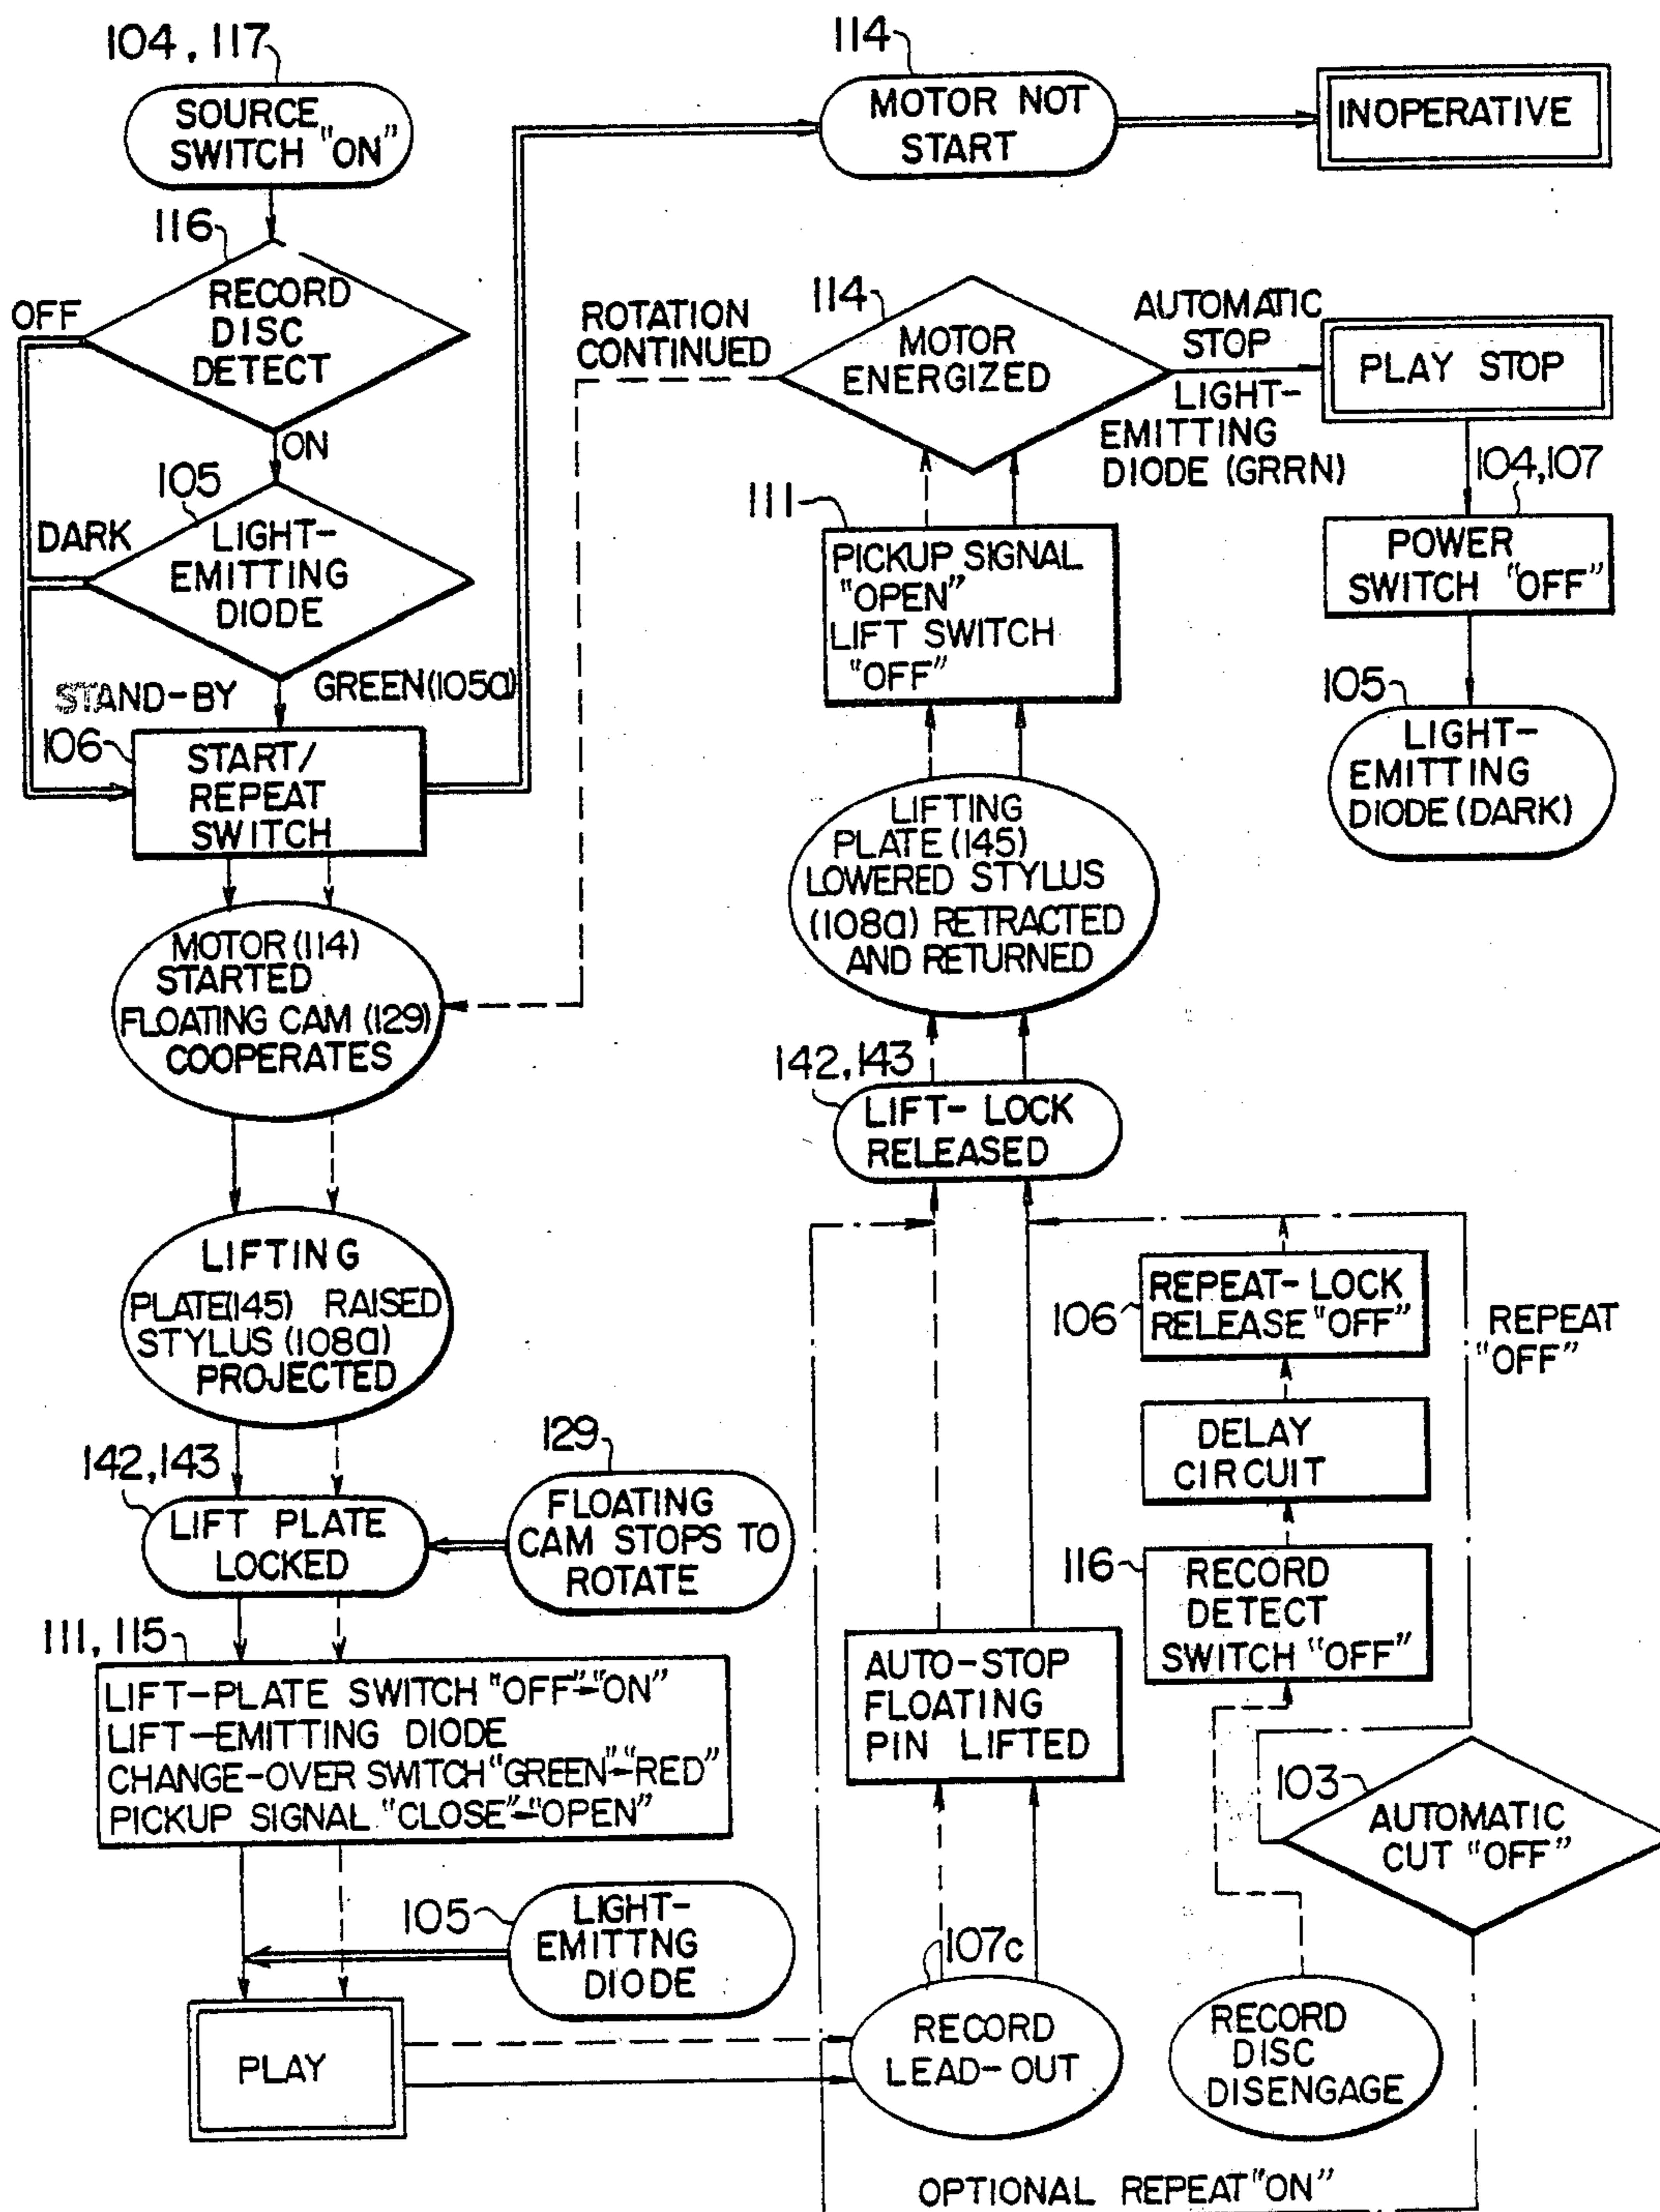 104, 117
SOURCE
SWITCH "ON"
116
RECORD
DISC
DETECT
OFF
ON
105
DARK
LIGHT-
EMITTING
DIODE
STAND-BY
GREEN(105a)
106
START/
REPEAT
SWITCH
MOTOR (114)
STARTED
FLOATING CAM (129)
COOPERATES
LIFTING
PLATE(145) RAISED
STYLUS (108a)
PROJECTED
142,143
LIFT PLATE
LOCKED
129
FLOATING
CAM STOPS TO
ROTATE
111, 115
LIFT-PLATE SWITCH "OFF"→"ON"
LIFT-EMITTING DIODE
CHANGE-OVER SWITCH "GREEN"→"RED"
PICKUP SIGNAL "CLOSE"→"OPEN"
105
LIGHT-
EMITTNG
DIODE
PLAY
114
MOTOR NOT
START
INOPERATIVE
ROTATION
CONTINUED
114
MOTOR
ENERGIZED
AUTOMATIC
STOP
LIGHT-
EMITTING
DIODE (GRRN)
PLAY STOP
104,107
POWER
SWITCH "OFF"
105
LIGHT-
EMITTING
DIODE (DARK)
111
PICKUP SIGNAL
"OPEN"
LIFT SWITCH
"OFF"
LIFTING
PLATE (145)
LOWERED STYLUS
(108a) RETRACTED
AND RETURNED
142,143
LIFT-LOCK
RELEASED
106
REPEAT-LOCK
RELEASE "OFF"
REPEAT
"OFF"
DELAY
CIRCUIT
116
RECORD
DETECT
SWITCH "OFF"
AUTO-STOP
FLOATING
PIN LIFTED
103
AUTOMATIC
CUT "OFF"
107c
RECORD
LEAD-OUT
RECORD
DISC
DISENGAGE
OPTIONAL REPEAT "ON"